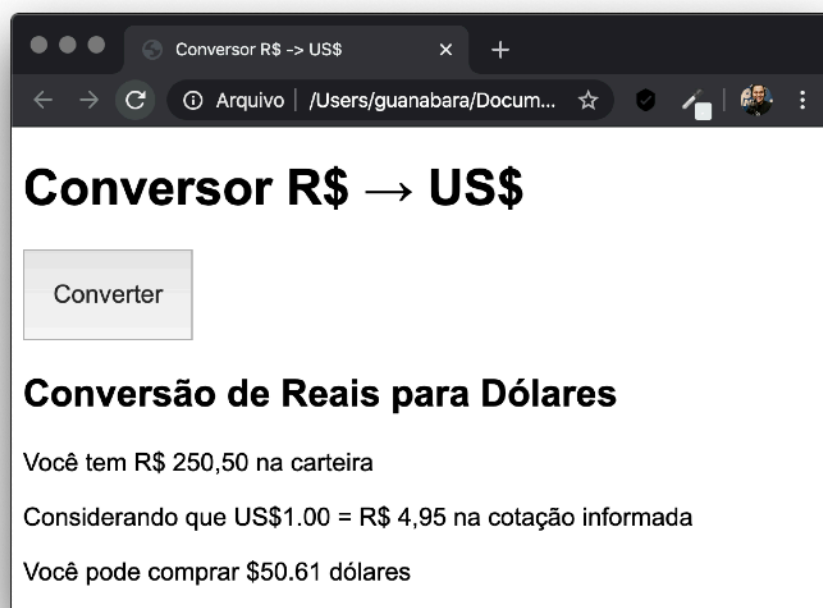 Conversor R$ -> US$
Arquivo | /Users/guanabara/Docum...
Conversor R$ → US$
Converter
Conversão de Reais para Dólares
Você tem R$ 250,50 na carteira
Considerando que US$1.00 = R$ 4,95 na cotação informada
Você pode comprar $50.61 dólares